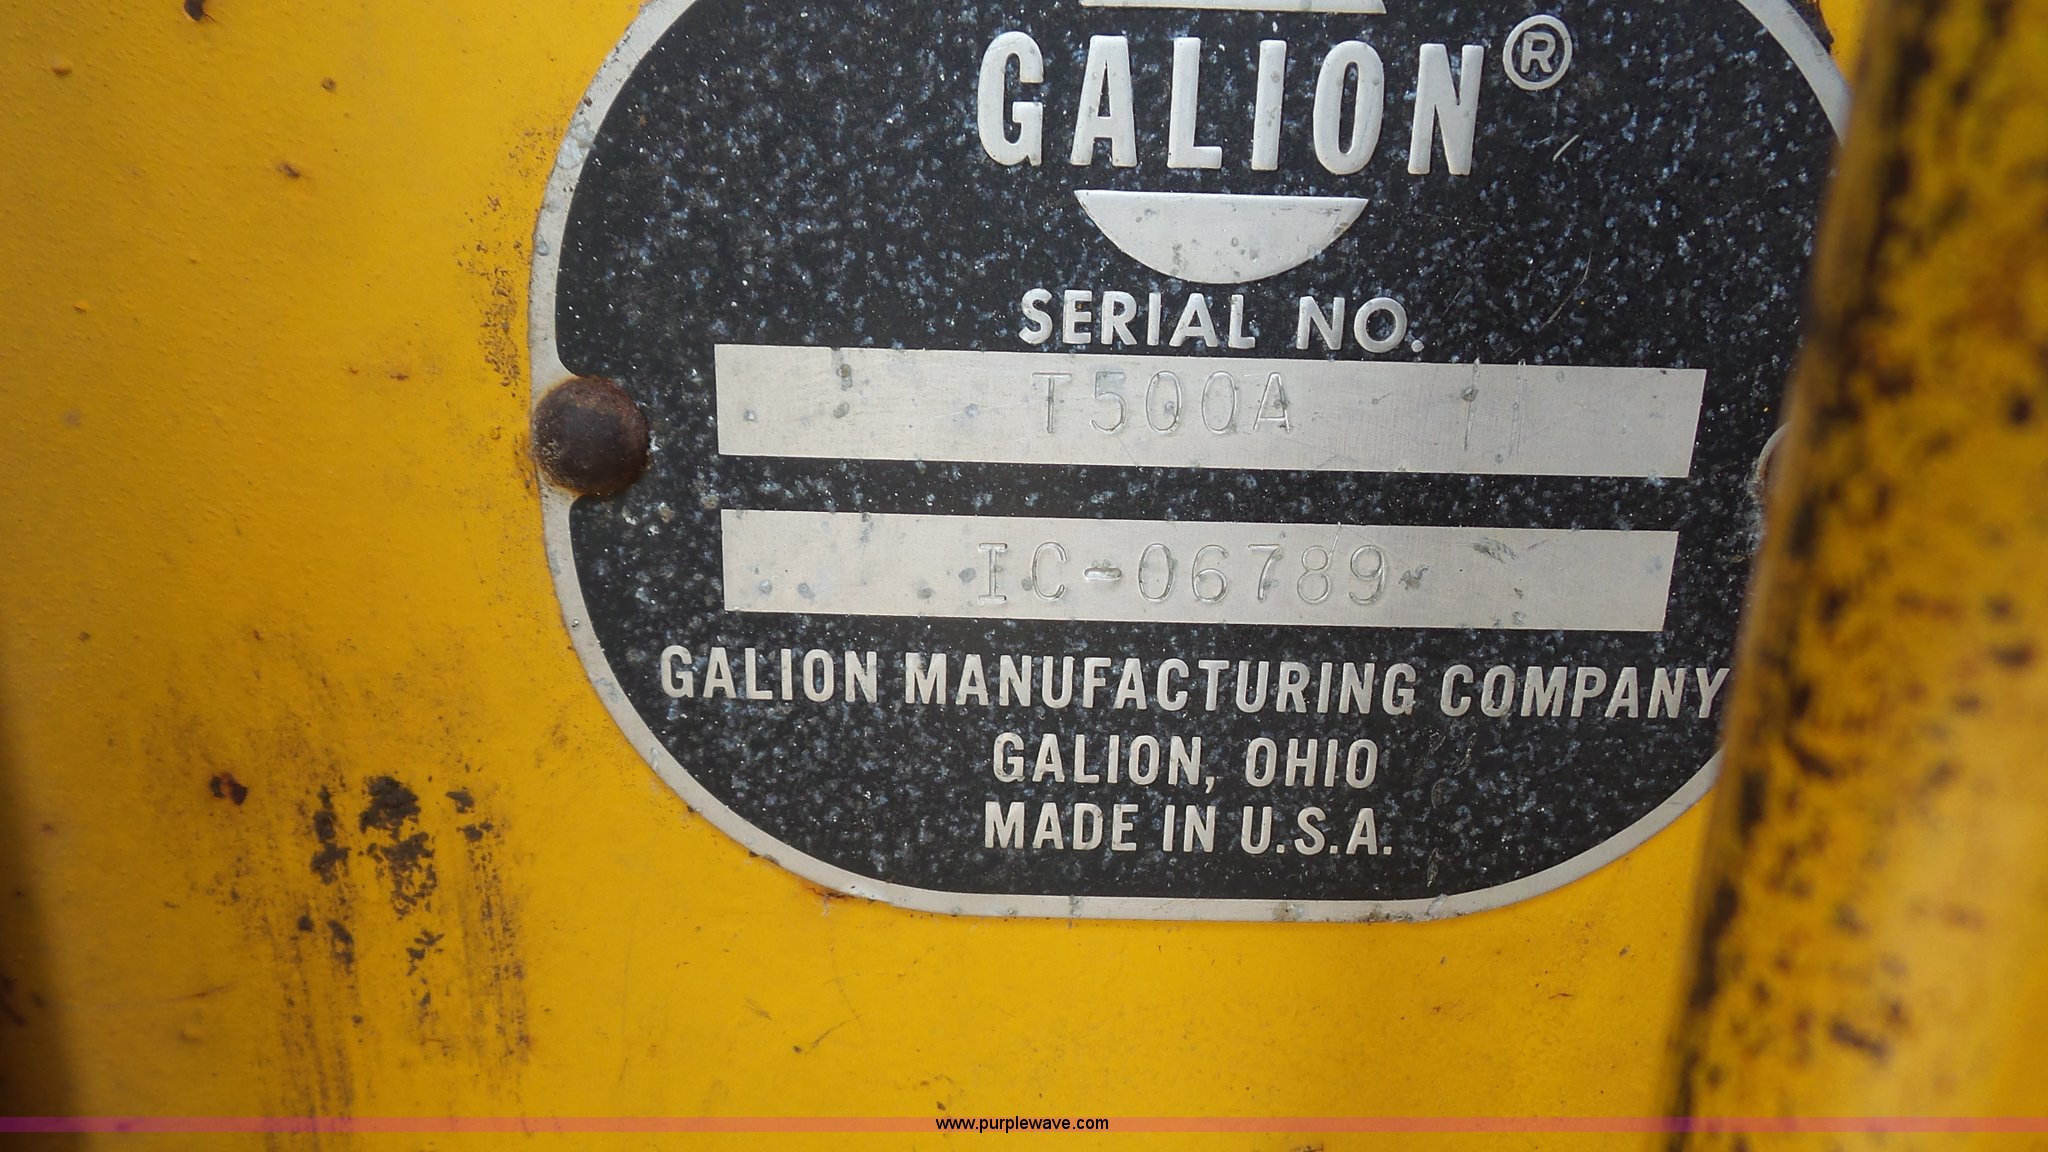 GALION®
SERIAL NO.
T500A
IC-06789
GALION MANUFACTURING COMPANY
GALION, OHIO
MADE IN U.S.A.
www.purplewave.com